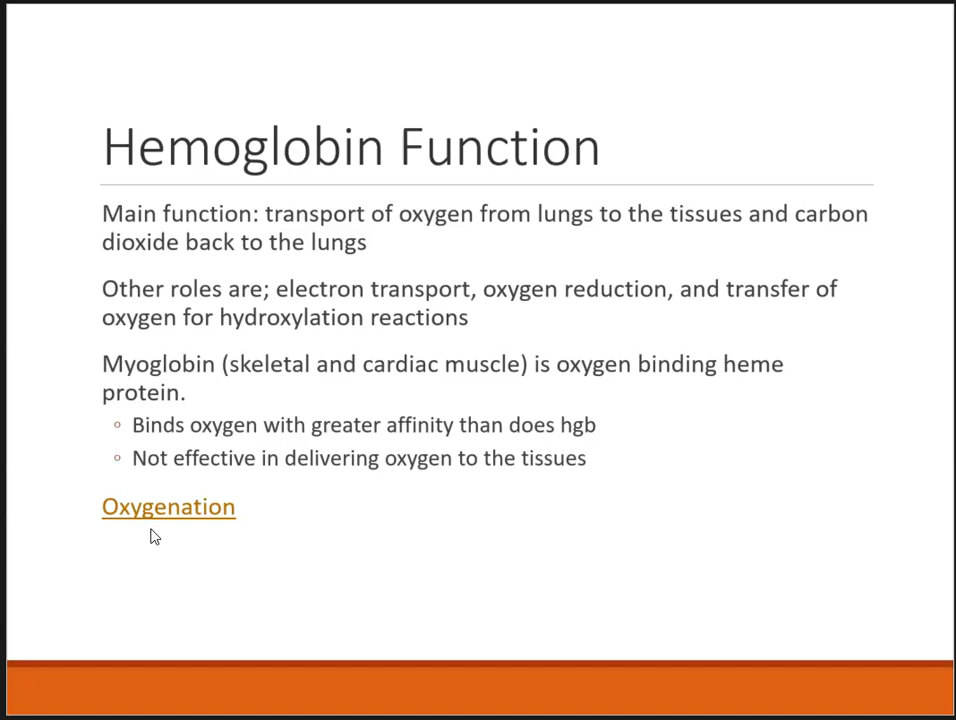 Hemoglobin Function
Main function: transport of oxygen from lungs to the tissues and carbon
dioxide back to the lungs
Other roles are; electron transport, oxygen reduction, and transfer of
oxygen for hydroxylation reactions
Myoglobin (skeletal and cardiac muscle) is oxygen binding heme
protein.
◦ Binds oxygen with greater affinity than does hgb
◦ Not effective in delivering oxygen to the tissues
Oxygenation